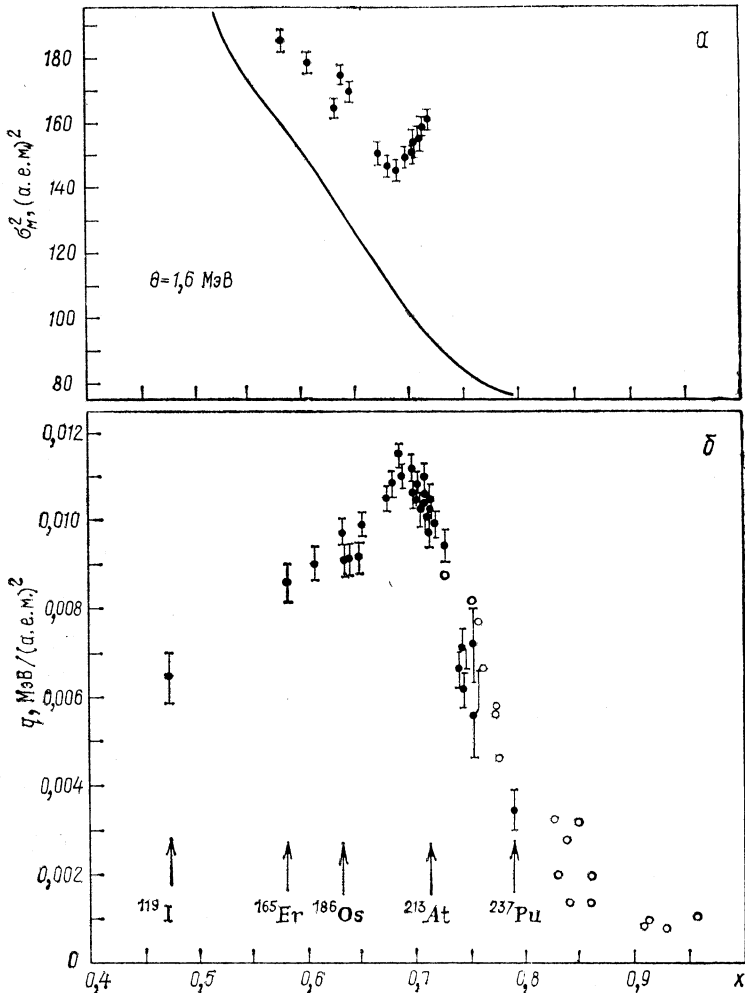 а
180
160
140
120
100
80
σ²м, (а.е.м.)²
θ=1,6 МэВ
б
0,012
0,010
0,008
0,006
0,004
0,002
0
q, МэВ/(а.е.м.)²
¹¹⁹I ¹⁶⁵Er ¹⁸⁶Os ²¹³At ²³⁷Pu
0,4 0,5 0,6 0,7 0,8 0,9 x